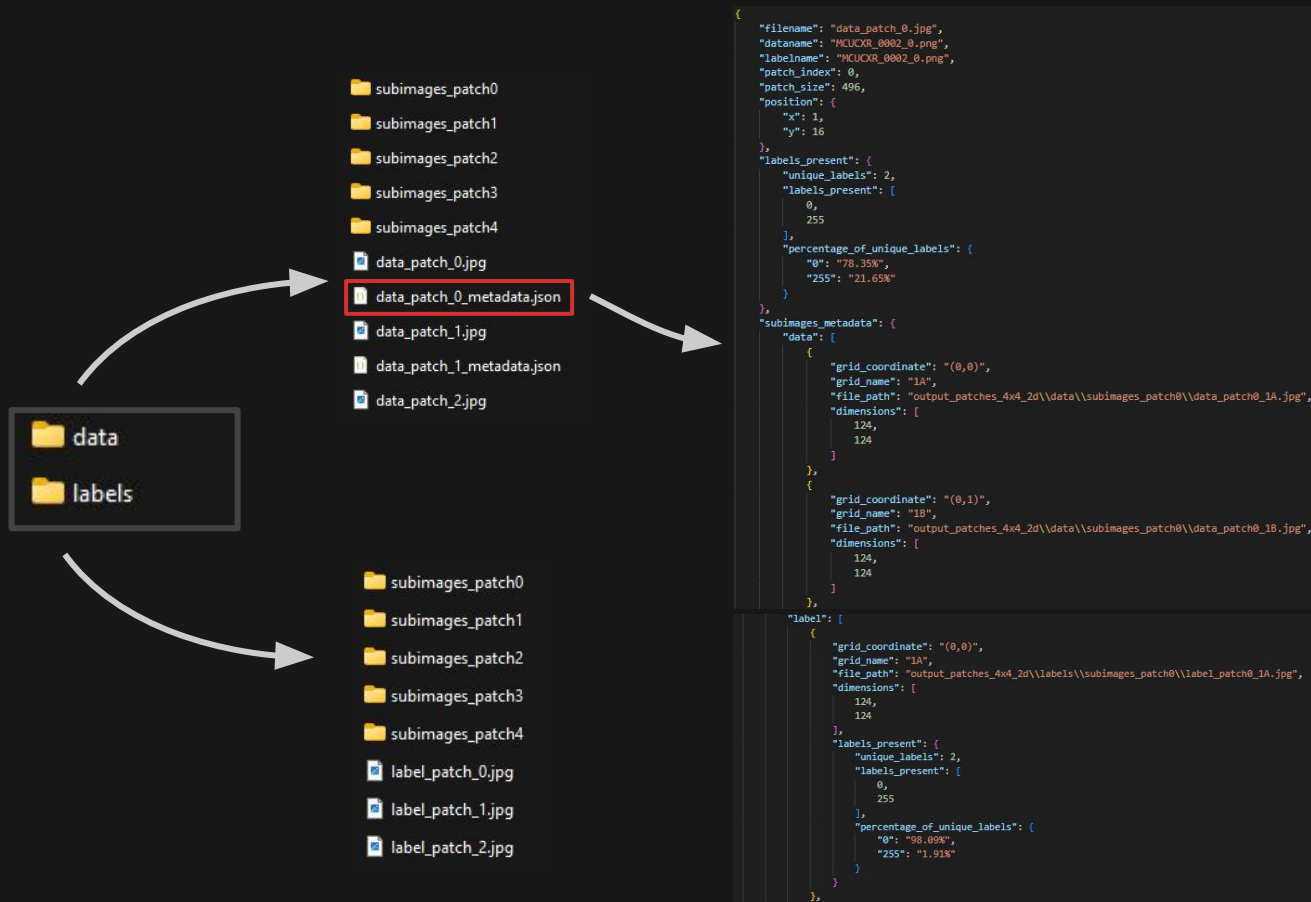 data
labels
subimages_patch0
subimages_patch1
subimages_patch2
subimages_patch3
subimages_patch4
data_patch_0.jpg
data_patch_0_metadata.json
data_patch_1.jpg
data_patch_1_metadata.json
data_patch_2.jpg
subimages_patch0
subimages_patch1
subimages_patch2
subimages_patch3
subimages_patch4
label_patch_0.jpg
label_patch_1.jpg
label_patch_2.jpg
{
"filename": "data_patch_0.jpg",
"dataname": "MCUCXR_0002_0.png",
"labelname": "MCUCXR_0002_0.png",
"patch_index": 0,
"patch_size": 496,
"position": {
"x": 1,
"y": 16
},
"labels_present": {
"unique_labels": 2,
"labels_present": [
0,
255
],
"percentage_of_unique_labels": {
"0": "78.35%",
"255": "21.65%"
}
},
"subimages_metadata": {
"data": [
{
"grid_coordinate": "(0,0)",
"grid_name": "1A",
"file_path": "output_patches_4x4_2d\\data\\subimages_patch0\\data_patch0_1A.jpg",
"dimensions": [
124,
124
]
},
{
"grid_coordinate": "(0,1)",
"grid_name": "1B",
"file_path": "output_patches_4x4_2d\\data\\subimages_patch0\\data_patch0_1B.jpg",
"dimensions": [
124,
124
]
},
"label": [
{
"grid_coordinate": "(0,0)",
"grid_name": "1A",
"file_path": "output_patches_4x4_2d\\labels\\subimages_patch0\\label_patch0_1A.jpg",
"dimensions": [
124,
124
],
"labels_present": {
"unique_labels": 2,
"labels_present": [
0,
255
],
"percentage_of_unique_labels": {
"0": "98.09%",
"255": "1.91%"
}
}
},